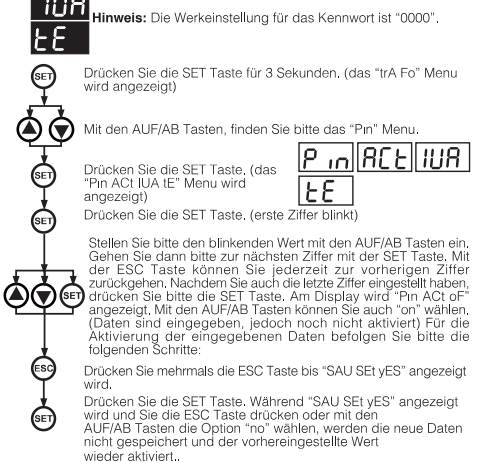 IUA
tE
Hinweis: Die Werkeinstellung für das Kennwort ist "0000".
SET
Drücken Sie die SET Taste für 3 Sekunden. (das "trA Fo" Menu
wird angezeigt)
Mit den AUF/AB Tasten, finden Sie bitte das "Pın" Menu.
SET
Drücken Sie die SET Taste. (das
"Pın ACt IUA tE" Menu wird
angezeigt)
P ın ACt IUA
tE
SET
Drücken Sie die SET Taste. (erste Ziffer blinkt)
Stellen Sie bitte den blinkenden Wert mit den AUF/AB Tasten ein.
Gehen Sie dann bitte zur nächsten Ziffer mit der SET Taste. Mit
der ESC Taste können Sie jederzeit zur vorherigen Ziffer
zurückgehen. Nachdem Sie auch die letzte Ziffer eingestellt haben,
drücken Sie bitte die SET Taste. Am Display wird "Pın ACt oF"
angezeigt. Mit den AUF/AB Tasten können Sie auch "on" wählen.
(Daten sind eingegeben, jedoch noch nicht aktiviert) Für die
Aktivierung der eingegebenen Daten befolgen Sie bitte die
folgenden Schritte:
SET
ESC
Drücken Sie mehrmals die ESC Taste bis "SAU SEt yES" angezeigt
wird.
SET
Drücken Sie die SET Taste. Während "SAU SEt yES" angezeigt
wird und Sie die ESC Taste drücken oder mit den
AUF/AB Tasten die Option "no" wählen, werden die neue Daten
nicht gespeichert und der vorhereingestellte Wert
wieder aktiviert..